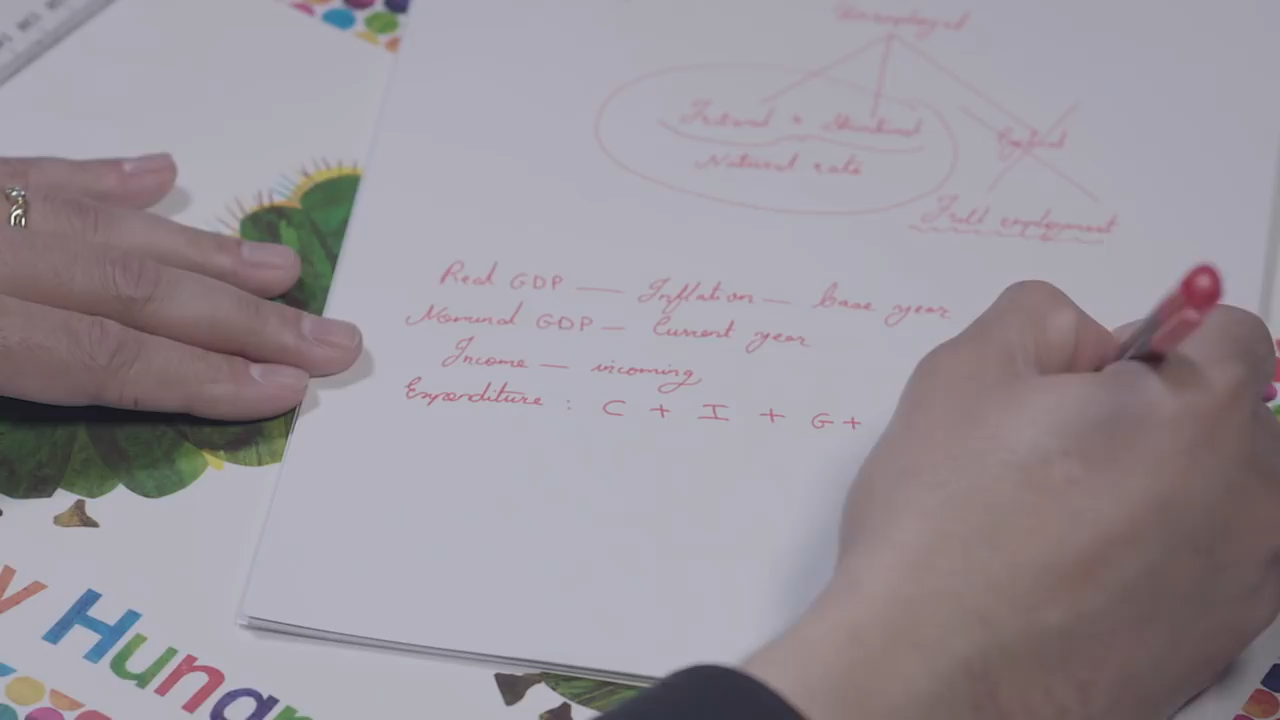 Unemployed
Frictional + Structural
Cyclical
Natural rate
Full employment
Real GDP — Inflation — base year
Nominal GDP — Current year
Income — incoming
Expenditure : C + I + G +
y Hungr